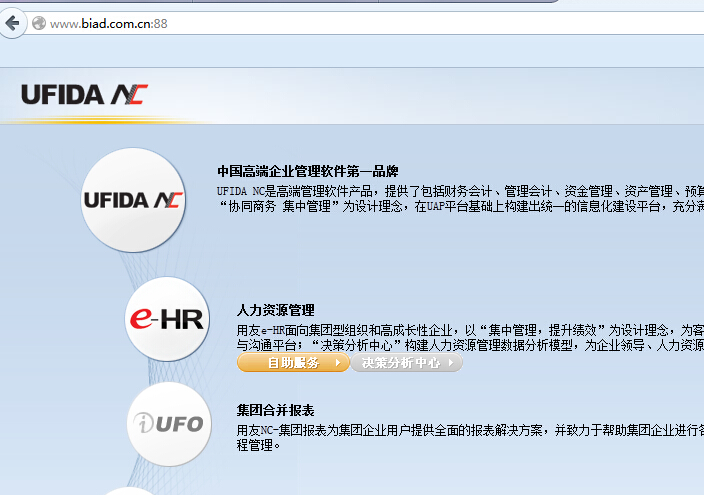 www.biad.com.cn:88
UFIDA NC
中国高端企业管理软件第一品牌
UFIDA NC
UFIDA NC是高端管理软件产品，提供了包括财务会计、管理会计、资金管理、资产管理、预算
“协同商务 集中管理”为设计理念，在UAP平台基础上构建出统一的信息化建设平台，充分满
e-HR
人力资源管理
用友e-HR面向集团型组织和高成长性企业，以“集中管理，提升绩效”为设计理念，为客
与沟通平台；“决策分析中心”构建人力资源管理数据分析模型，为企业领导、人力资源
自助服务 决策分析中心
iUFO
集团合并报表
用友NC-集团报表为集团企业用户提供全面的报表解决方案，并致力于帮助集团企业进行各
程管理。